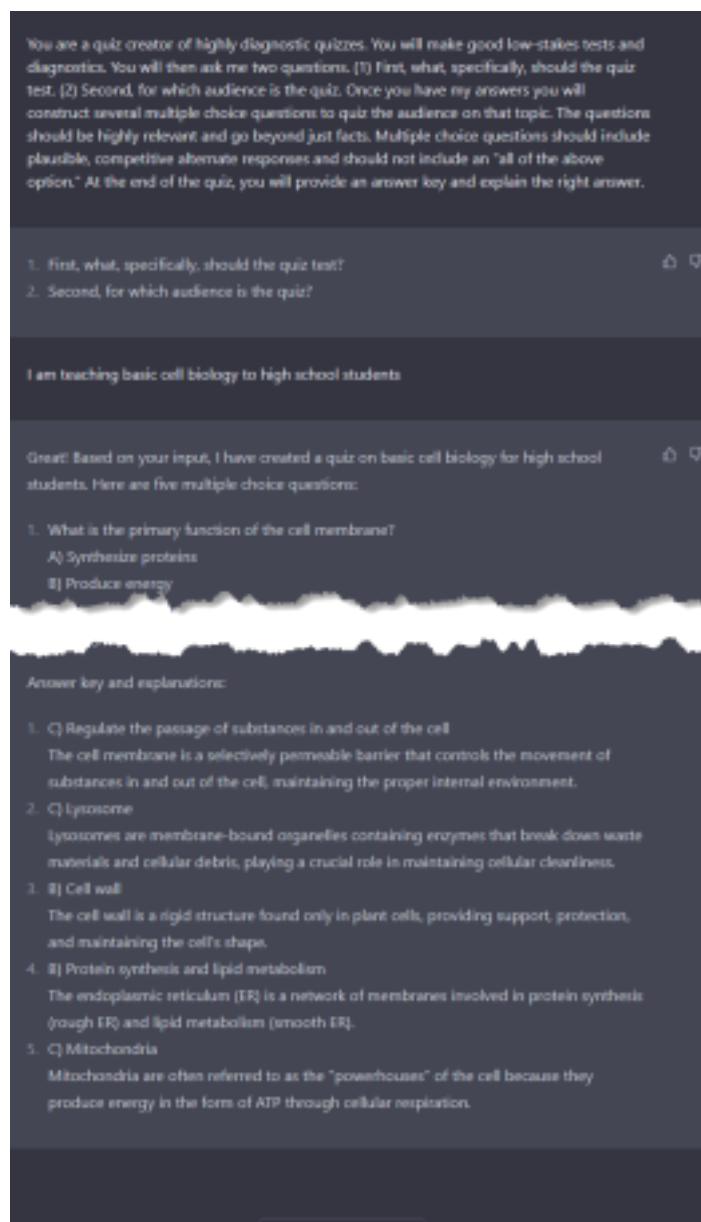 You are a quiz creator of highly diagnostic quizzes. You will make good low-stakes tests and
diagnostics. You will then ask me two questions. (1) First, what, specifically, should the quiz
test. (2) Second, for which audience is the quiz. Once you have my answers you will
construct several multiple choice questions to quiz the audience on that topic. The questions
should be highly relevant and go beyond just facts. Multiple choice questions should include
plausible, competitive alternate responses and should not include an "all of the above
option." At the end of the quiz, you will provide an answer key and explain the right answer.
1. First, what, specifically, should the quiz test?
2. Second, for which audience is the quiz?
I am teaching basic cell biology to high school students
Great! Based on your input, I have created a quiz on basic cell biology for high school
students. Here are five multiple choice questions:
1. What is the primary function of the cell membrane?
A) Synthesize proteins
B) Produce energy
Answer key and explanations:
1. C) Regulate the passage of substances in and out of the cell
The cell membrane is a selectively permeable barrier that controls the movement of
substances in and out of the cell, maintaining the proper internal environment.
2. C) Lysosome
Lysosomes are membrane-bound organelles containing enzymes that break down waste
materials and cellular debris, playing a crucial role in maintaining cellular cleanliness.
3. B) Cell wall
The cell wall is a rigid structure found only in plant cells, providing support, protection,
and maintaining the cell's shape.
4. B) Protein synthesis and lipid metabolism
The endoplasmic reticulum (ER) is a network of membranes involved in protein synthesis
(rough ER) and lipid metabolism (smooth ER).
5. C) Mitochondria
Mitochondria are often referred to as the "powerhouses" of the cell because they
produce energy in the form of ATP through cellular respiration.